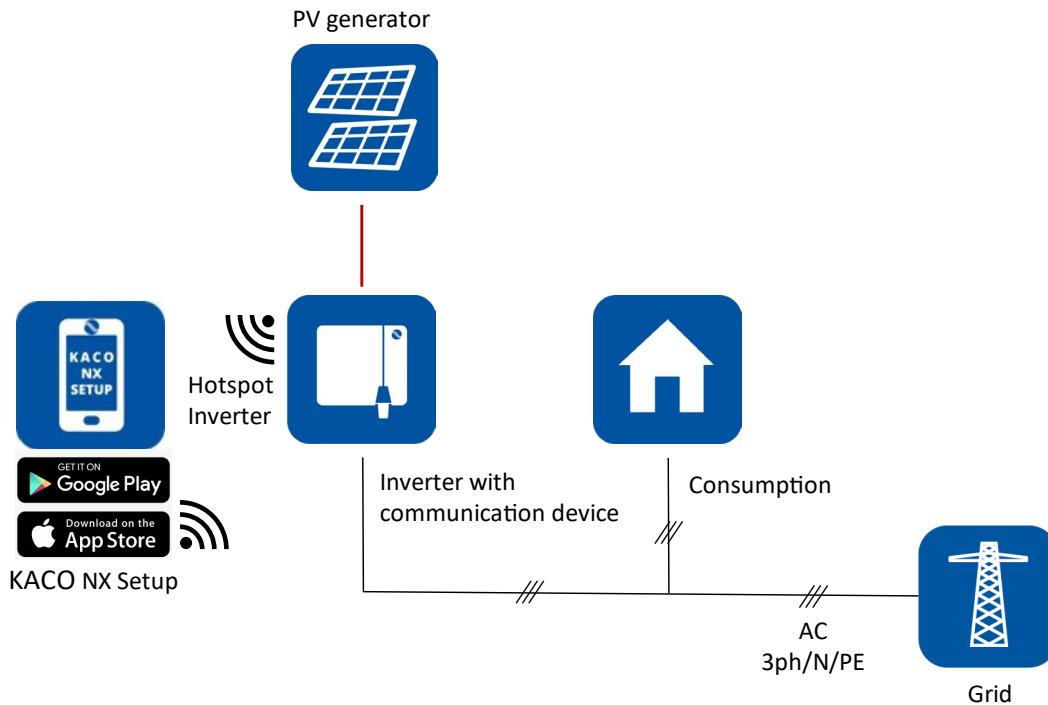 PV generator
KACO
NX
SETUP
Hotspot
Inverter
GET IT ON
Google Play
Download on the
App Store
KACO NX Setup
Inverter with
communication device
Consumption
AC
3ph/N/PE
Grid